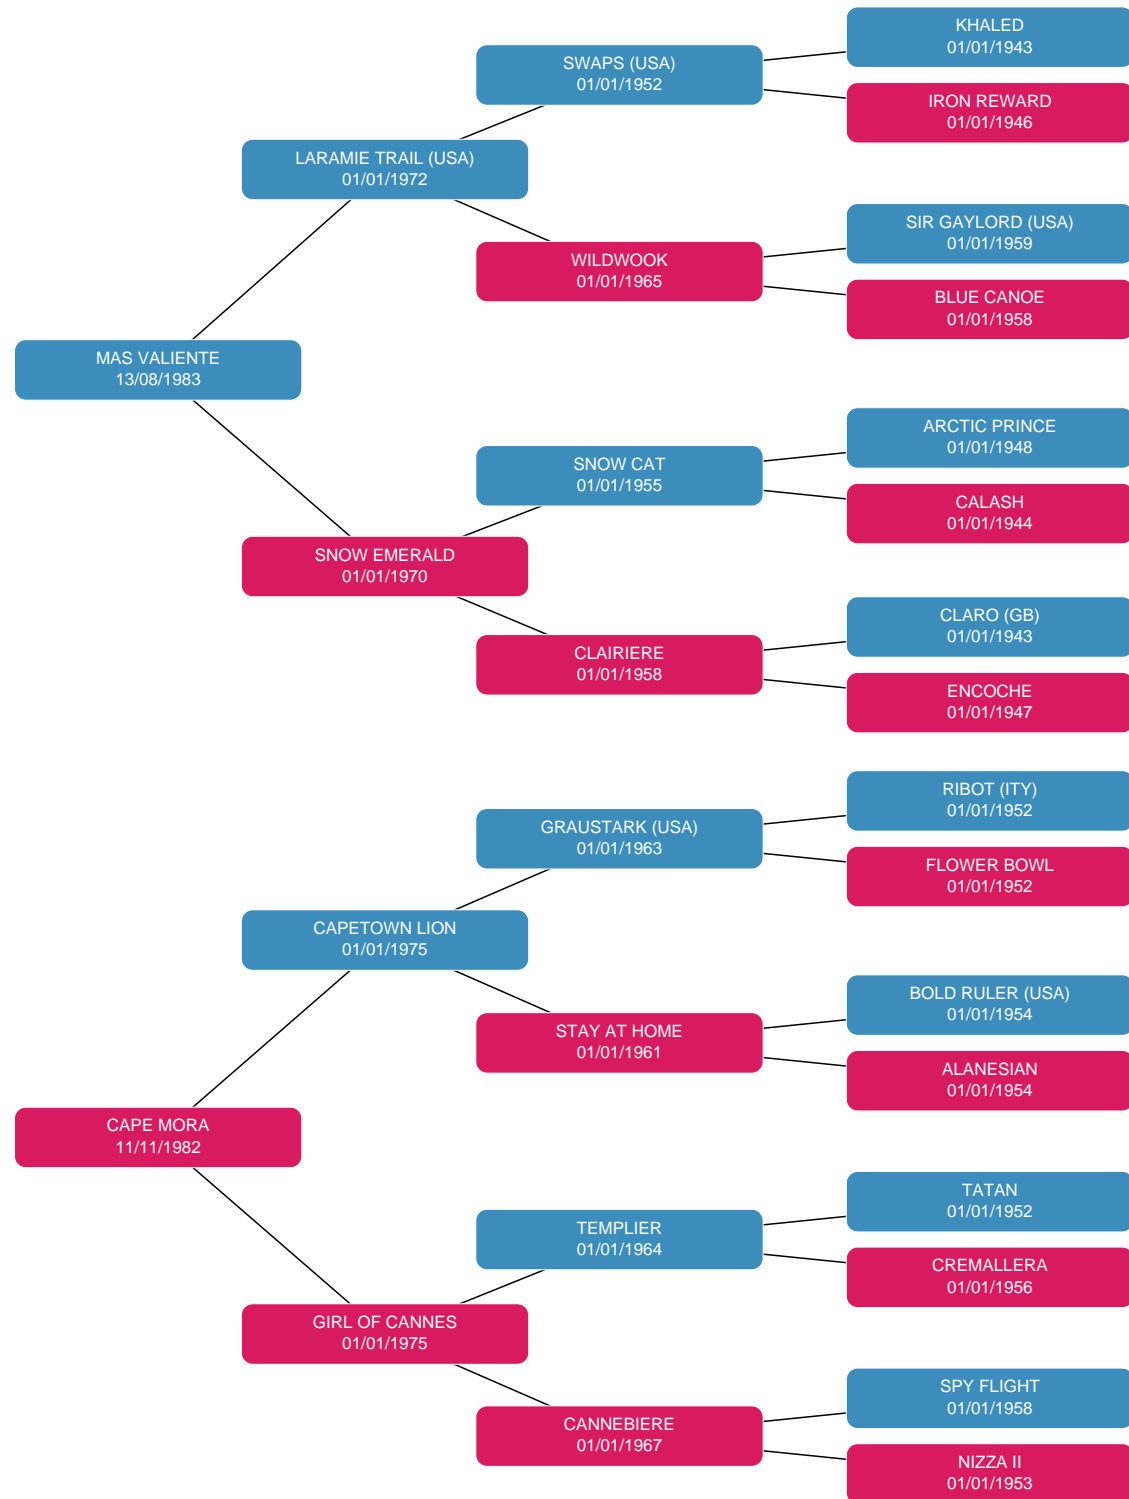 KHALED
01/01/1943
SWAPS (USA)
01/01/1952
IRON REWARD
01/01/1946
LARAMIE TRAIL (USA)
01/01/1972
SIR GAYLORD (USA)
01/01/1959
WILDWOOK
01/01/1965
BLUE CANOE
01/01/1958
MAS VALIENTE
13/08/1983
ARCTIC PRINCE
01/01/1948
SNOW CAT
01/01/1955
CALASH
01/01/1944
SNOW EMERALD
01/01/1970
CLARO (GB)
01/01/1943
CLAIRIERE
01/01/1958
ENCOCHE
01/01/1947
RIBOT (ITY)
01/01/1952
GRAUSTARK (USA)
01/01/1963
FLOWER BOWL
01/01/1952
CAPETOWN LION
01/01/1975
BOLD RULER (USA)
01/01/1954
STAY AT HOME
01/01/1961
ALANESIAN
01/01/1954
CAPE MORA
11/11/1982
TATAN
01/01/1952
TEMPLIER
01/01/1964
CREMALLERA
01/01/1956
GIRL OF CANNES
01/01/1975
SPY FLIGHT
01/01/1958
CANNEBIERE
01/01/1967
NIZZA II
01/01/1953